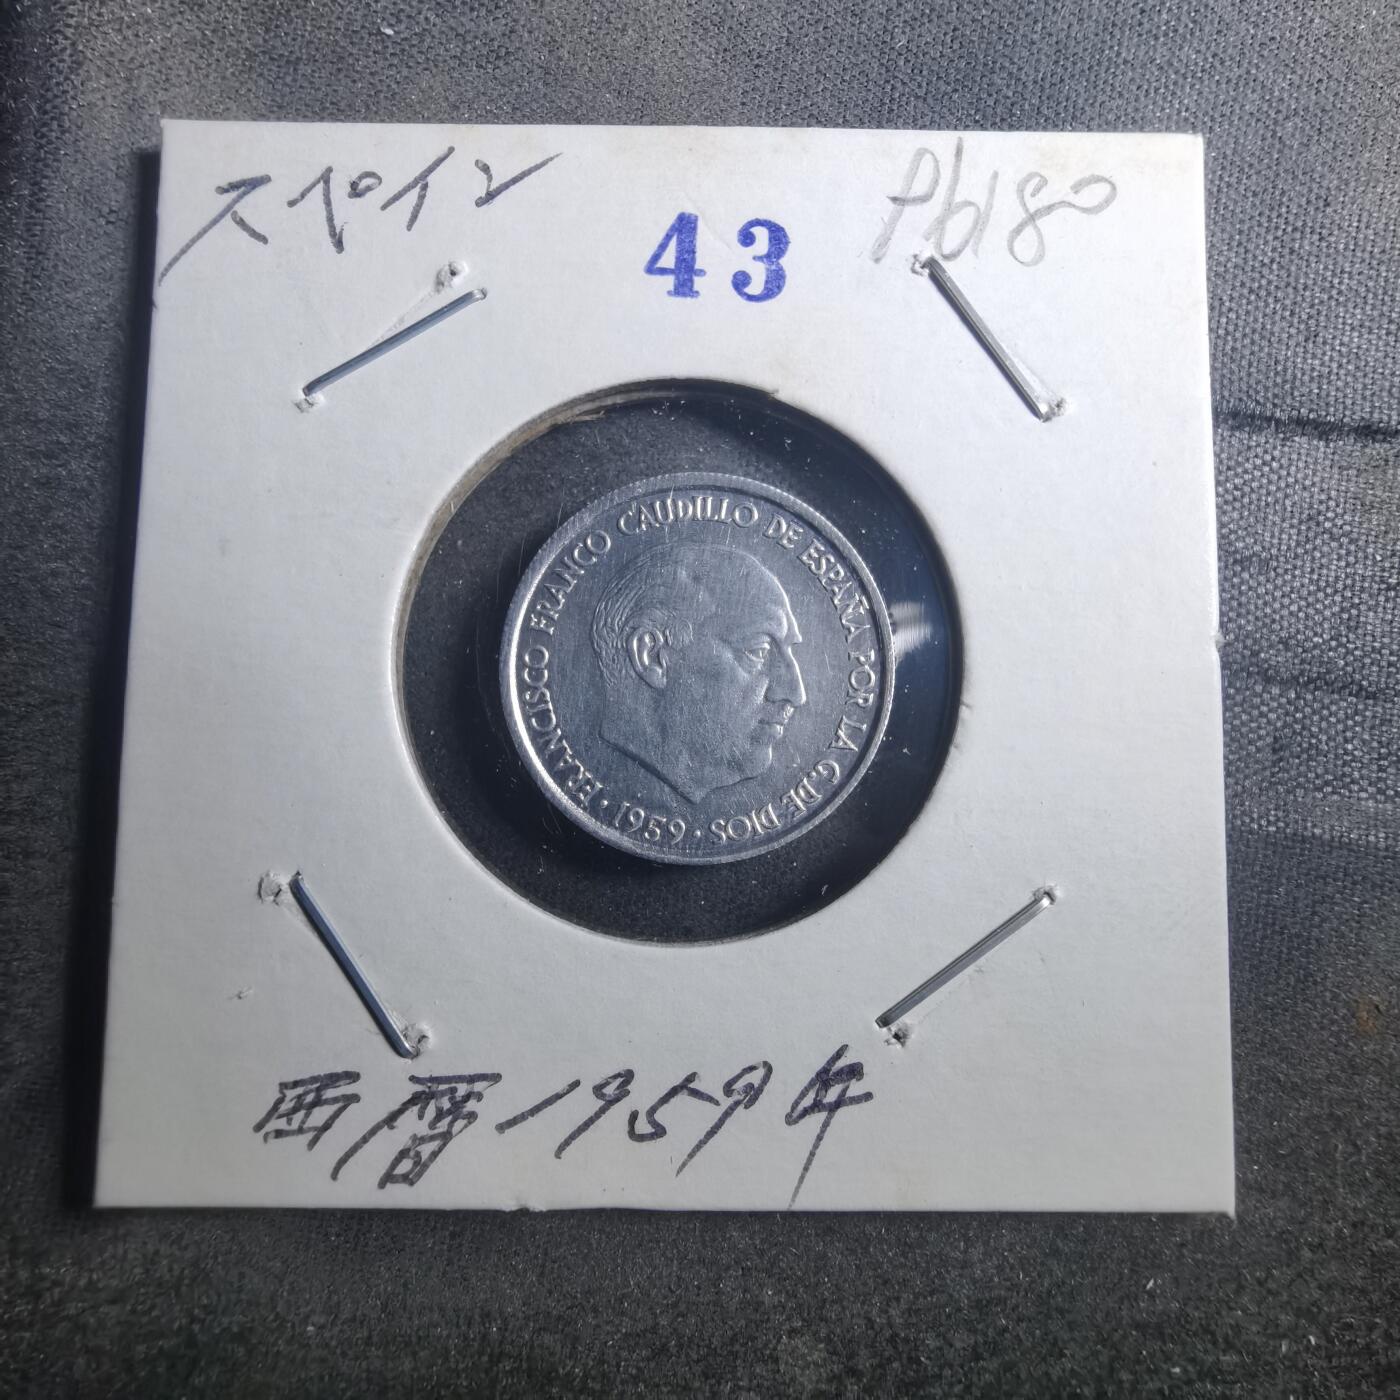 スペイン
43
P6180
FRANCISCO FRANCO CAUDILLO DE ESPAÑA POR LA G. DE DIOS · 1959 ·
西暦1959年